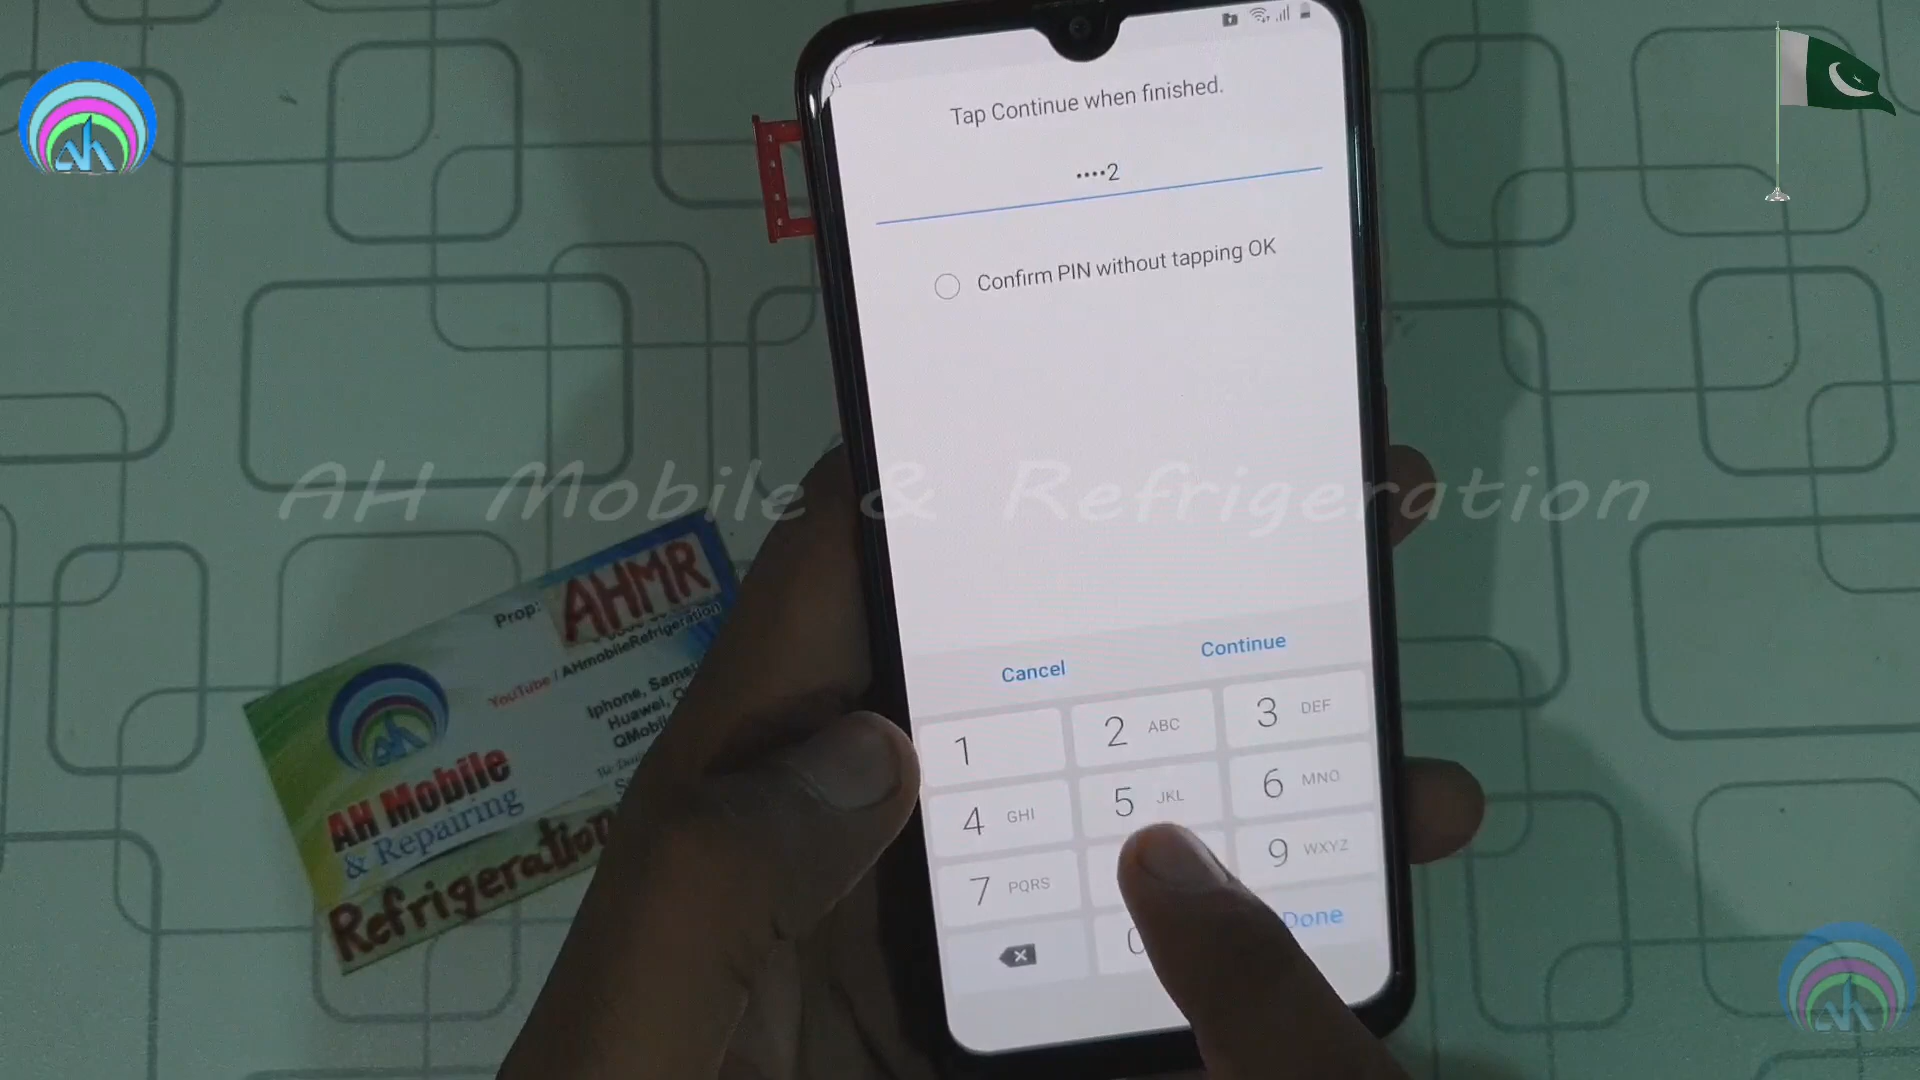 Tap Continue when finished.
••••2
Confirm PIN without tapping OK
AH Mobile & Refrigeration
Cancel
Continue
1
2 ABC
3 DEF
4 GHI
5 JKL
6 MNO
7 PQRS
9 WXYZ
0
Done
Prop: AHMR
YouTube / AHmobileRefrigeration
Iphone,
Huawei,
AH Mobile
& Repairing
Refrigeration